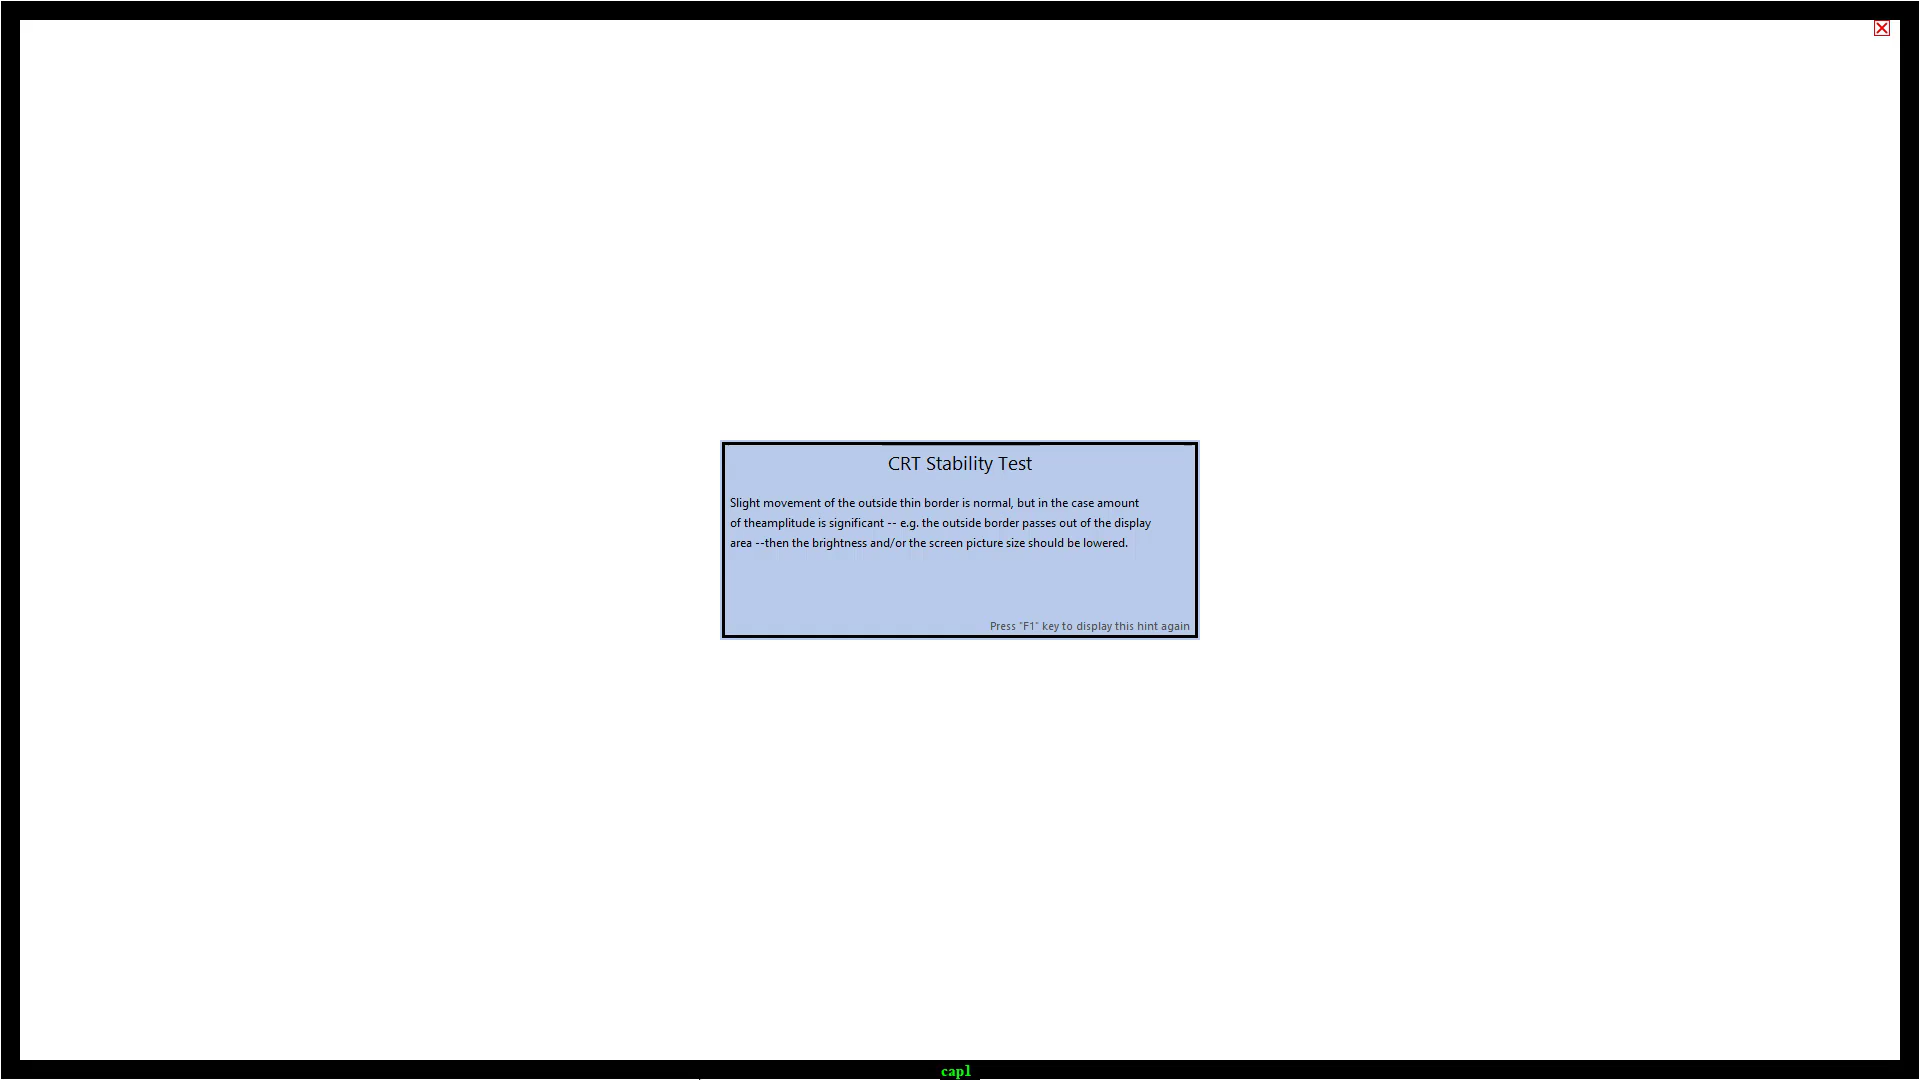 CRT Stability Test
Slight movement of the outside thin border is normal, but in the case amount
of theamplitude is significant -- e.g. the outside border passes out of the display
area --then the brightness and/or the screen picture size should be lowered.
Press "F1" key to display this hint again
cap1